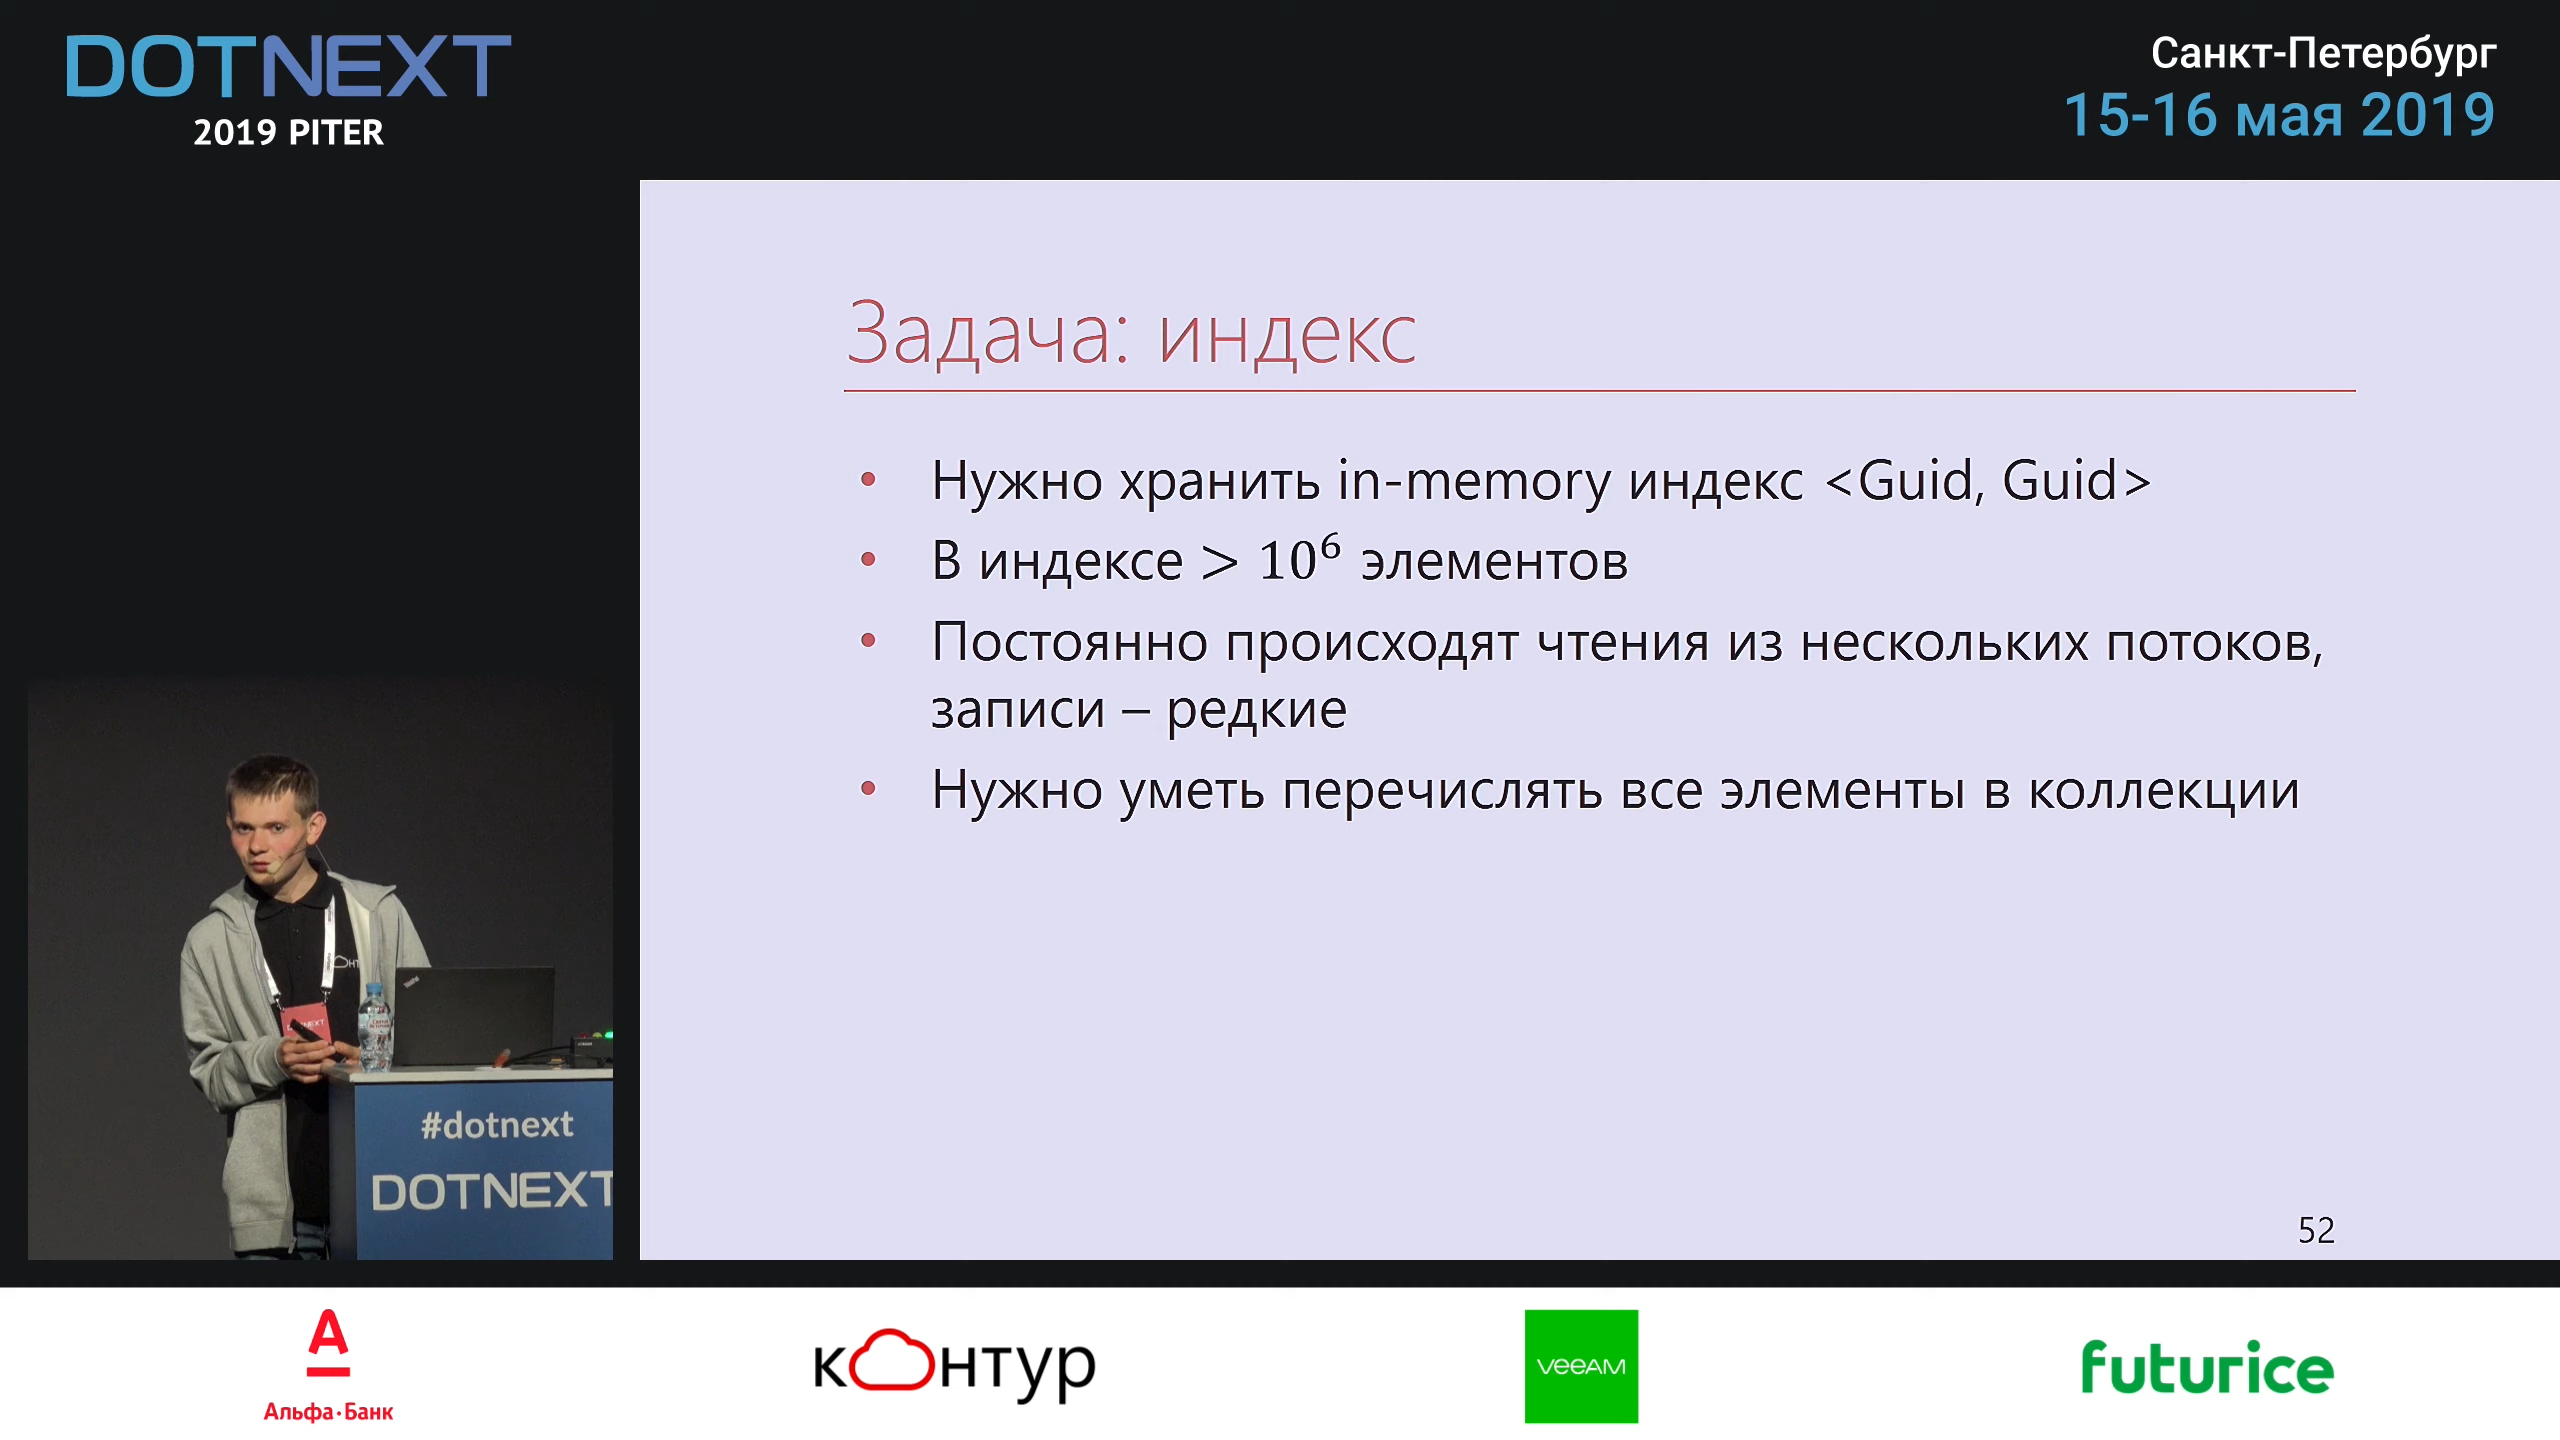 DOTNEXT
2019 PITER
Санкт-Петербург
15-16 мая 2019
Задача: индекс
• Нужно хранить in-memory индекс <Guid, Guid>
• В индексе > 10⁶ элементов
• Постоянно происходят чтения из нескольких потоков,
записи – редкие
• Нужно уметь перечислять все элементы в коллекции
52
#dotnext
DOTNEXT
Альфа·Банк
контур
veeAM
futurice